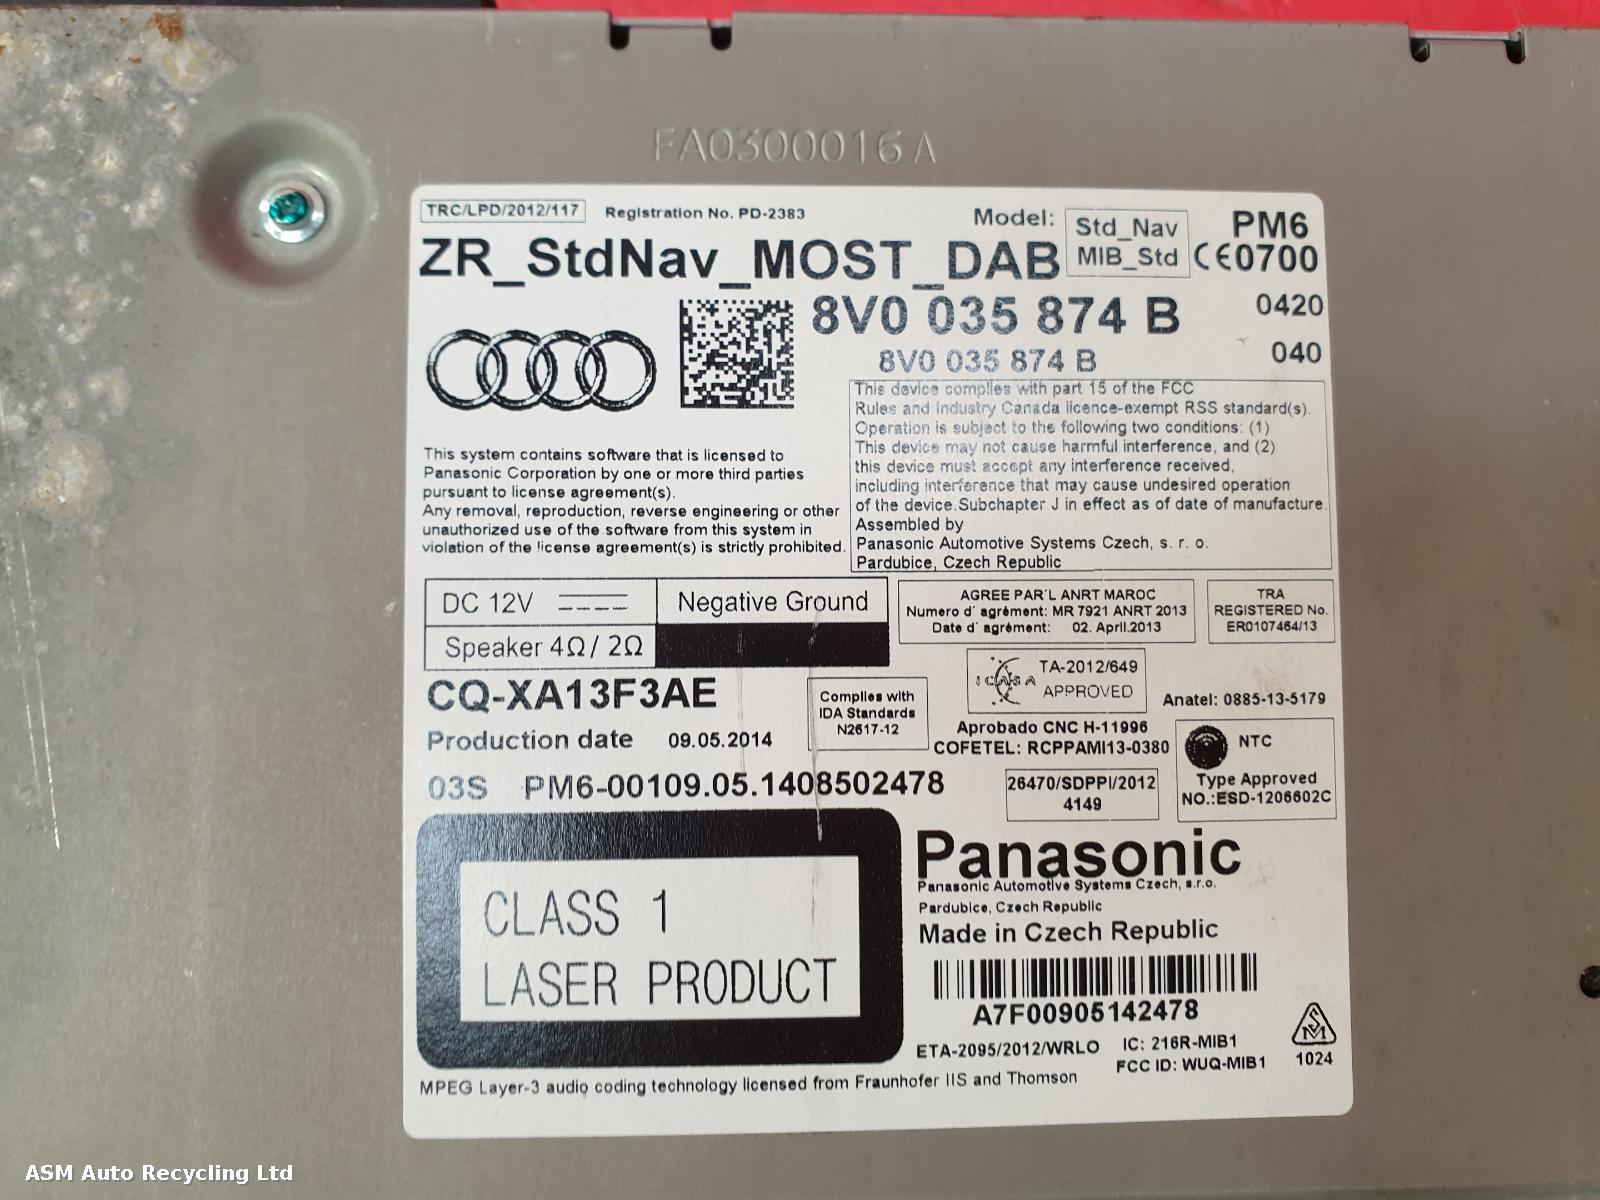 FA0300016A
TRC/LPD/2012/117 Registration No. PD-2383
Model: Std_Nav MIB_Std
PM6
CE0700
ZR_StdNav_MOST_DAB
8V0 035 874 B
0420
8V0 035 874 B
040
This device complies with part 15 of the FCC
Rules and Industry Canada licence-exempt RSS standard(s).
Operation is subject to the following two conditions: (1)
This device may not cause harmful interference, and (2)
this device must accept any interference received,
including interference that may cause undesired operation
of the device.Subchapter J in effect as of date of manufacture.
Assembled by
Panasonic Automotive Systems Czech, s. r. o.
Pardubice, Czech Republic
This system contains software that is licensed to
Panasonic Corporation by one or more third parties
pursuant to license agreement(s).
Any removal, reproduction, reverse engineering or other
unauthorized use of the software from this system in
violation of the license agreement(s) is strictly prohibited.
DC 12V
Negative Ground
Speaker 4Ω/ 2Ω
AGREE PAR´L ANRT MAROC
Numero d´ agrément: MR 7921 ANRT 2013
Date d´ agrément: 02. April.2013
TRA
REGISTERED No.
ER0107464/13
ICASA
TA-2012/649
APPROVED
Anatel: 0885-13-5179
CQ-XA13F3AE
Complies with
IDA Standards
N2617-12
Aprobado CNC H-11996
COFETEL: RCPPAMI13-0380
NTC
Type Approved
NO.:ESD-1206602C
Production date 09.05.2014
03S PM6-00109.05.1408502478
26470/SDPPI/2012
4149
CLASS 1
LASER PRODUCT
Panasonic
Panasonic Automotive Systems Czech, s.r.o.
Pardubice, Czech Republic
Made in Czech Republic
A7F00905142478
ETA-2095/2012/WRLO
IC: 216R-MIB1
FCC ID: WUQ-MIB1
SM
1024
MPEG Layer-3 audio coding technology licensed from Fraunhofer IIS and Thomson
ASM Auto Recycling Ltd